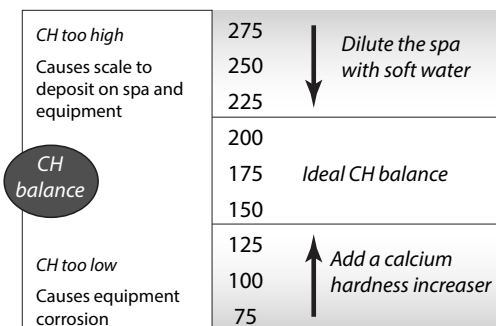 CH too high
Causes scale to
deposit on spa and
equipment
275
250
225
Dilute the spa
with soft water
CH
balance
200
175
150
Ideal CH balance
CH too low
Causes equipment
corrosion
125
100
75
Add a calcium
hardness increaser